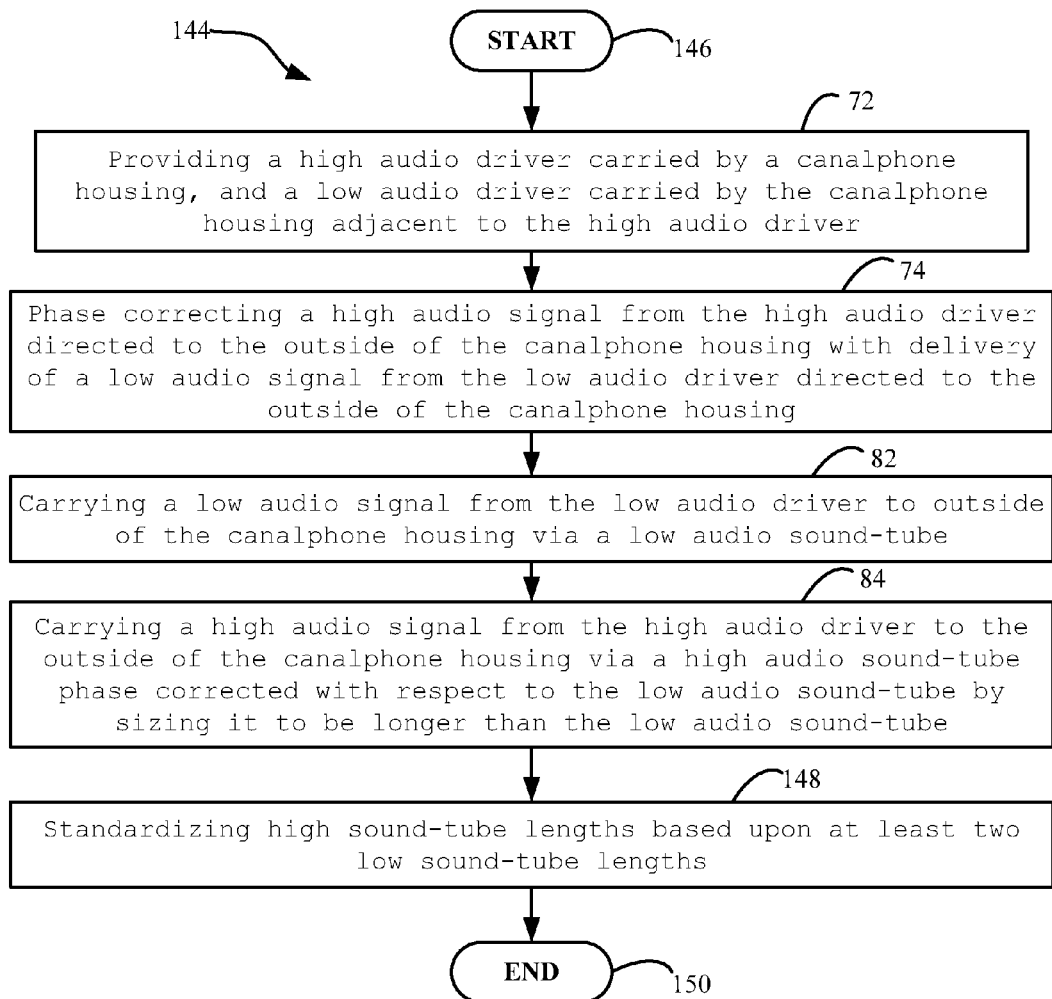 144
START
146
72
Providing a high audio driver carried by a canalphone
housing, and a low audio driver carried by the canalphone
housing adjacent to the high audio driver
74
Phase correcting a high audio signal from the high audio driver
directed to the outside of the canalphone housing with delivery
of a low audio signal from the low audio driver directed to the
outside of the canalphone housing
82
Carrying a low audio signal from the low audio driver to outside
of the canalphone housing via a low audio sound-tube
84
Carrying a high audio signal from the high audio driver to the
outside of the canalphone housing via a high audio sound-tube
phase corrected with respect to the low audio sound-tube by
sizing it to be longer than the low audio sound-tube
148
Standardizing high sound-tube lengths based upon at least two
low sound-tube lengths
END
150